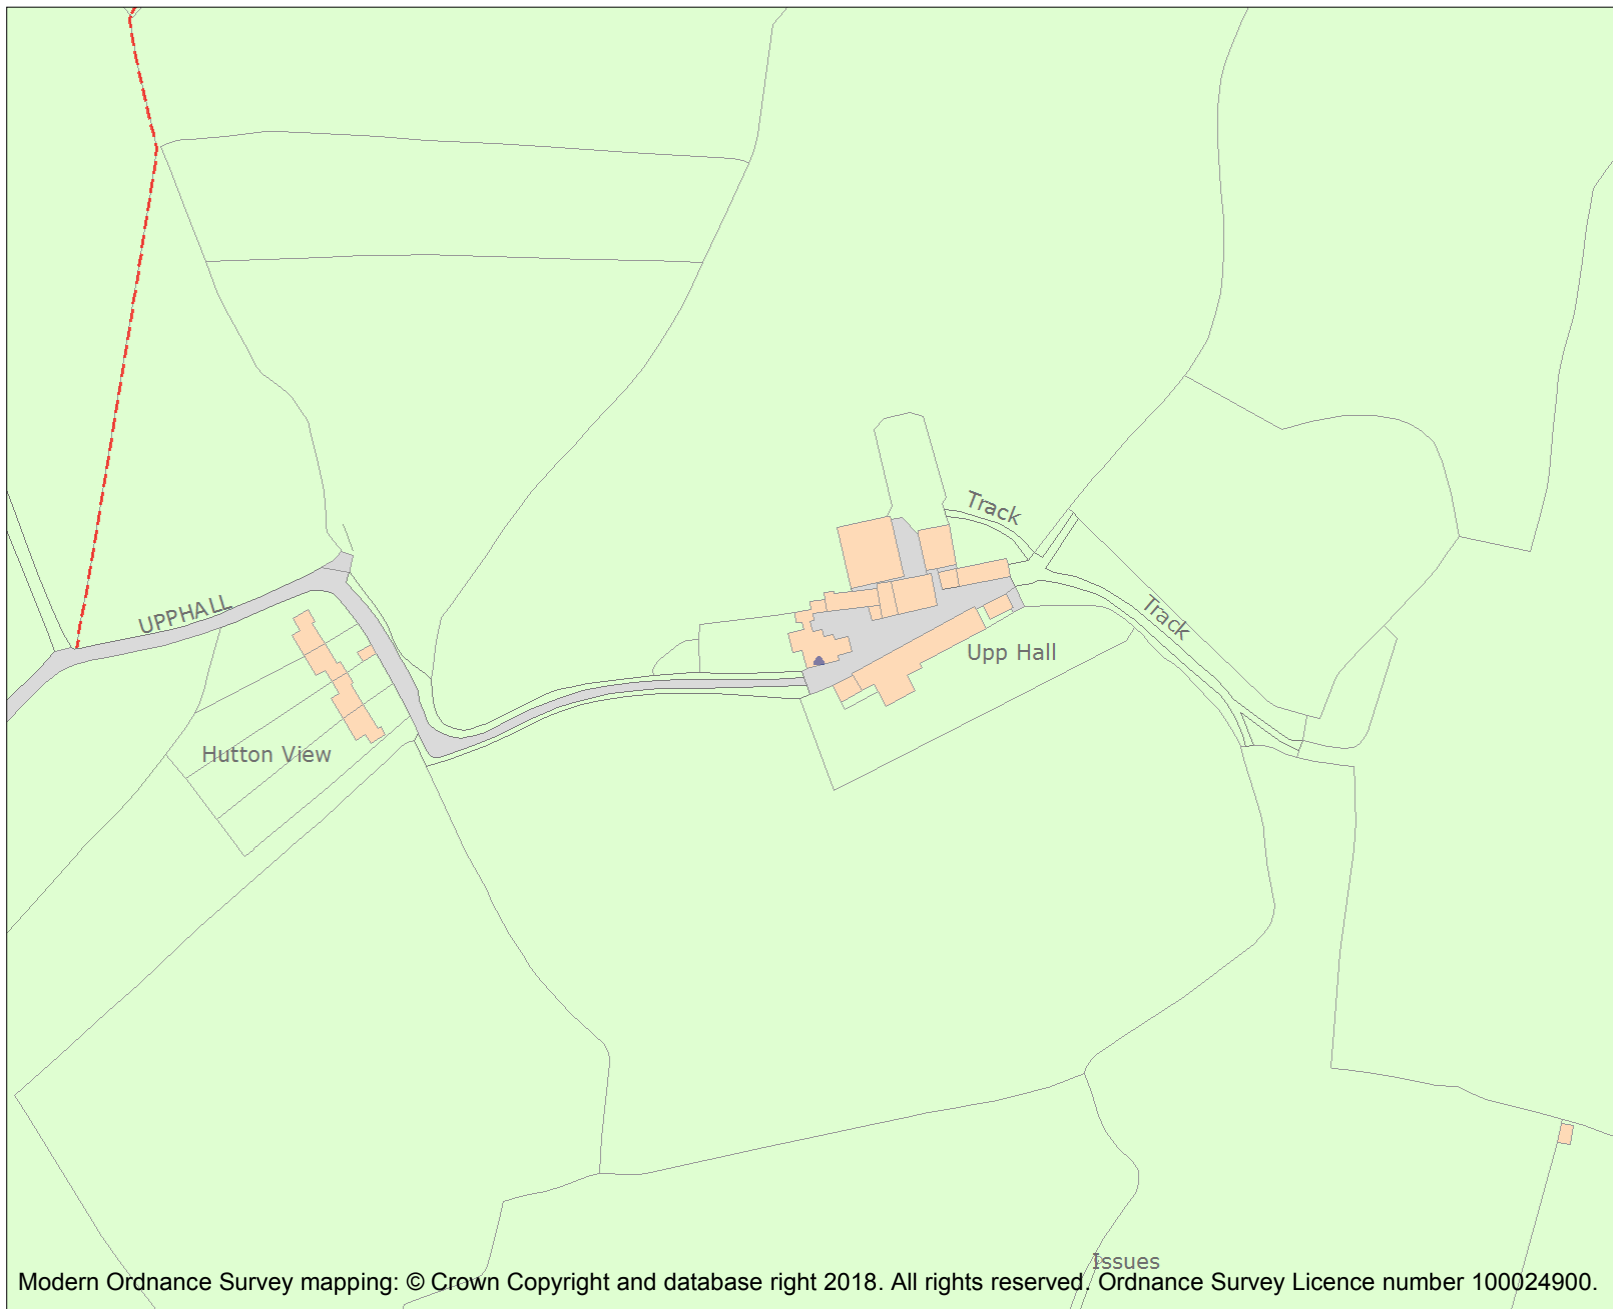 Track
UPPHALL
Track
Upp Hall
Hutton View
Issues
Modern Ordnance Survey mapping: © Crown Copyright and database right 2018. All rights reserved. Ordnance Survey Licence number 100024900.